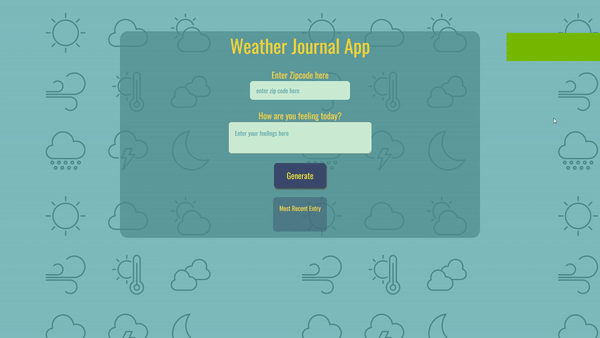 Weather Journal App
Enter Zipcode here
enter zip code here
How are you feeling today?
Enter your feelings here
Generate
Most Recent Entry